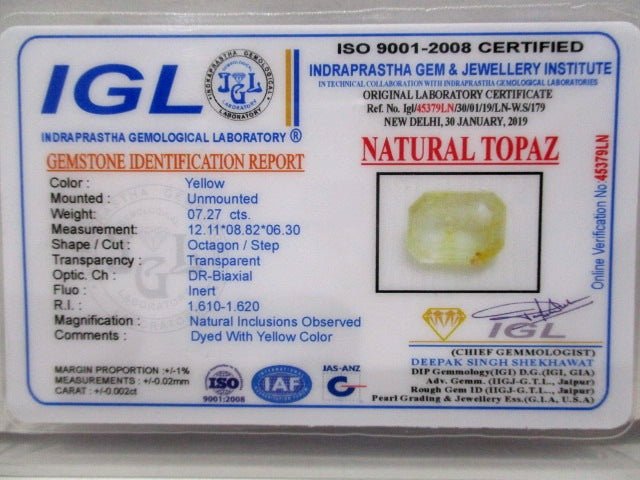 IGL
INDRAPRASTHA GEMOLOGICAL LABORATORY
IGL
INDRAPRASTHA GEMOLOGICAL LABORATORY ®
GEMSTONE IDENTIFICATION REPORT
Color : Yellow
Mounted : Unmounted
Weight: 07.27 cts.
Measurement: 12.11*08.82*06.30
Shape / Cut : Octagon / Step
Transparency : Transparent
Optic. Ch : DR-Biaxial
Fluo : Inert
R.I. : 1.610-1.620
Magnification : Natural Inclusions Observed
Comments : Dyed With Yellow Color
MARGIN PROPORTION :+/-1%
MEASUREMENTS : +/-0.02mm
CARAT : +/-0.002ct
ISO
9001:2008
IAF
JAS-ANZ
ISO 9001-2008 CERTIFIED
INDRAPRASTHA GEM & JEWELLERY INSTITUTE
IN TECHNICAL COLLABORATION WITH INDRAPRASTHA GEMOLOGICAL LABORATORIES
ORIGINAL LABORATORY CERTIFICATE
Ref. No. Igl/45379LN/30/01/19/LN-W.S/179
NEW DELHI, 30 JANUARY, 2019
NATURAL TOPAZ
Online Verification No:45379LN
IGL
(CHIEF GEMMOLOGIST)
DEEPAK SINGH SHEKHAWAT
DIP Gemmology(IGI) D.G.(IGL, GIA)
Adv. Gemm. (IIGJ-G.T.L., Jaipur)
Rough Gem ID (IIGJ-G.T.L., Jaipur)
Pearl Grading & Jewellery Ess.(G.I.A, U.S.A)